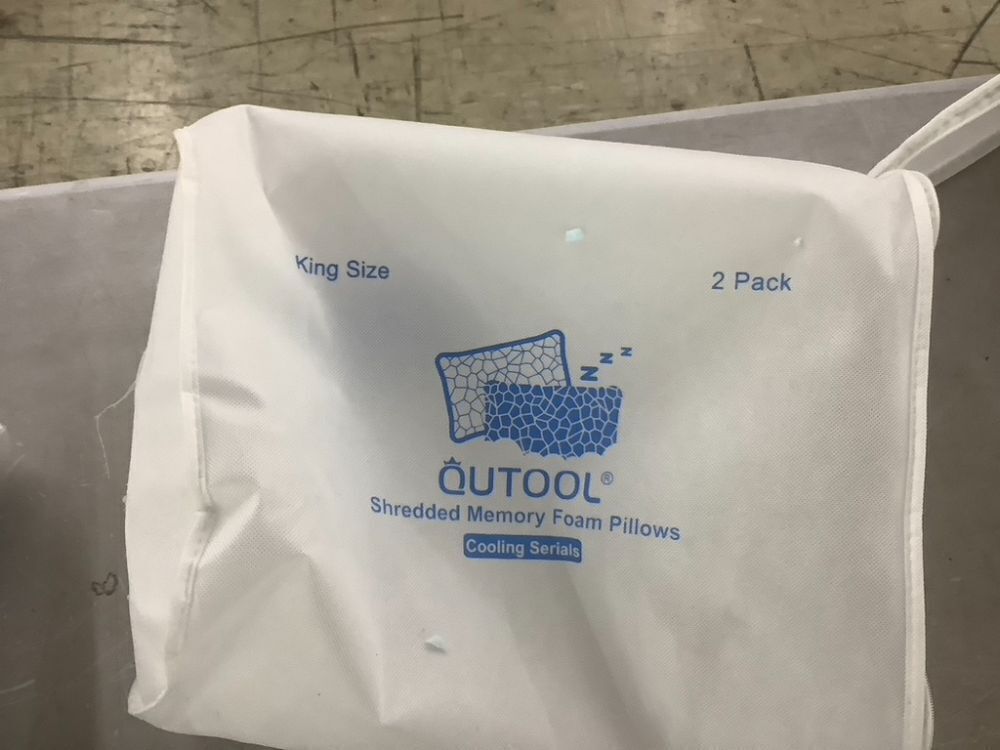 King Size
2 Pack
z z z
QUTOOL®
Shredded Memory Foam Pillows
Cooling Serials